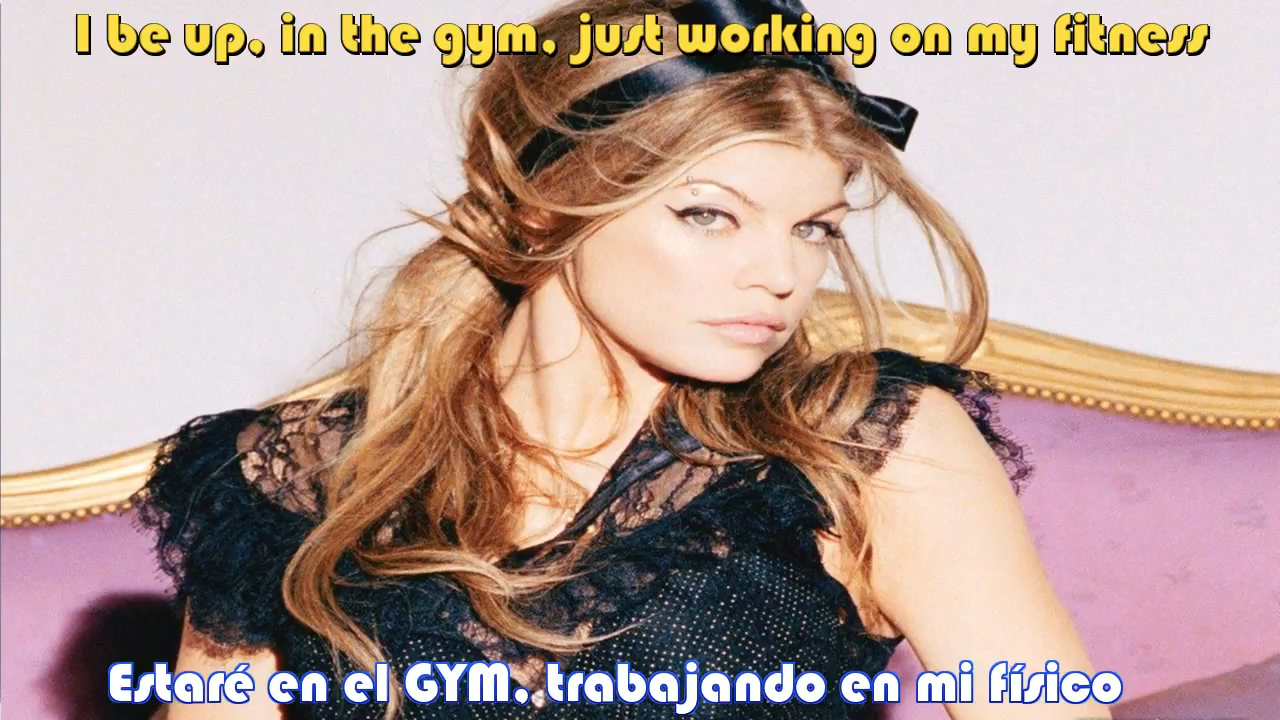 I be up, in the gym, just working on my fitness
Estaré en el GYM, trabajando en mi físico